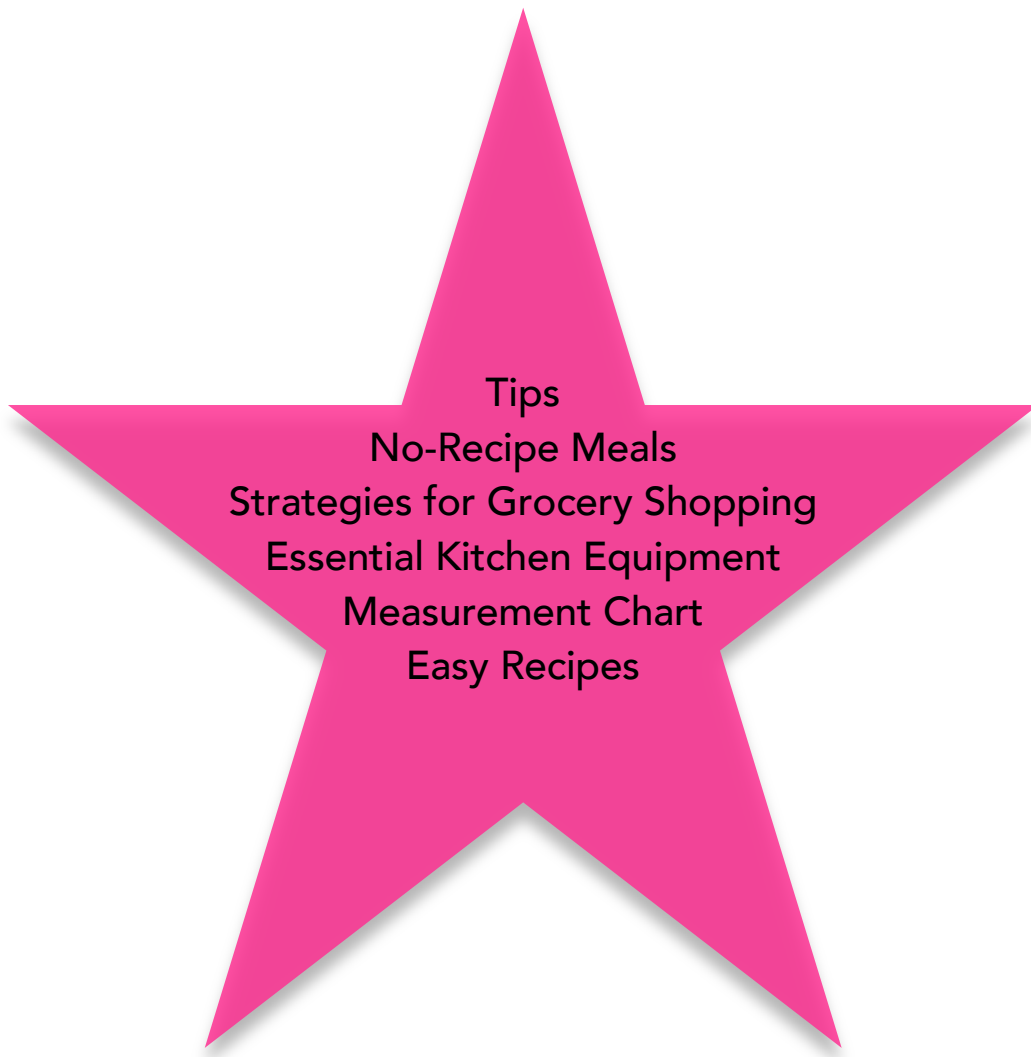 Tips
No-Recipe Meals
Strategies for Grocery Shopping
Essential Kitchen Equipment
Measurement Chart
Easy Recipes